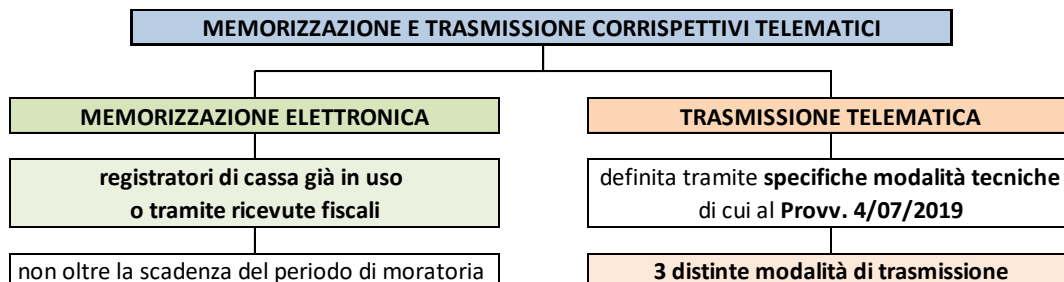 MEMORIZZAZIONE E TRASMISSIONE CORRISPETTIVI TELEMATICI
MEMORIZZAZIONE ELETTRONICA
registratori di cassa già in uso
o tramite ricevute fiscali
non oltre la scadenza del periodo di moratoria
TRASMISSIONE TELEMATICA
definita tramite specifiche modalità tecniche
di cui al Provv. 4/07/2019
3 distinte modalità di trasmissione